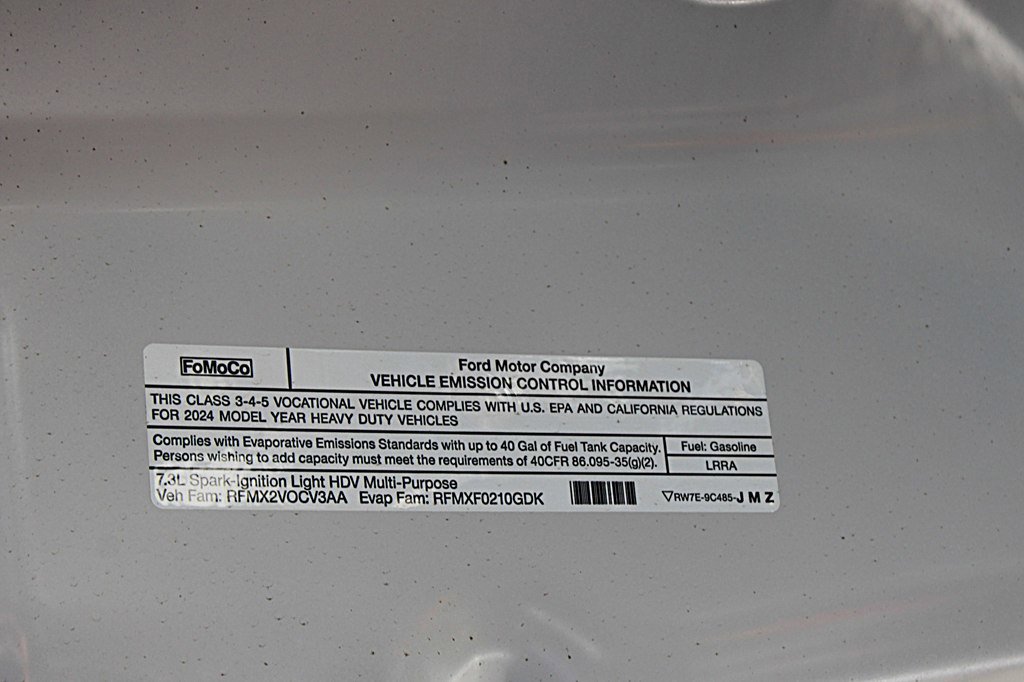 FoMoCo
Ford Motor Company
VEHICLE EMISSION CONTROL INFORMATION
THIS CLASS 3-4-5 VOCATIONAL VEHICLE COMPLIES WITH U.S. EPA AND CALIFORNIA REGULATIONS
FOR 2024 MODEL YEAR HEAVY DUTY VEHICLES
Complies with Evaporative Emissions Standards with up to 40 Gal of Fuel Tank Capacity.
Persons wishing to add capacity must meet the requirements of 40CFR 86.095-35(g)(2).
Fuel: Gasoline
LRRA
7.3L Spark-Ignition Light HDV Multi-Purpose
Veh Fam: RFMX2VOCV3AA Evap Fam: RFMXF0210GDK
▽RW7E-9C485-J M Z